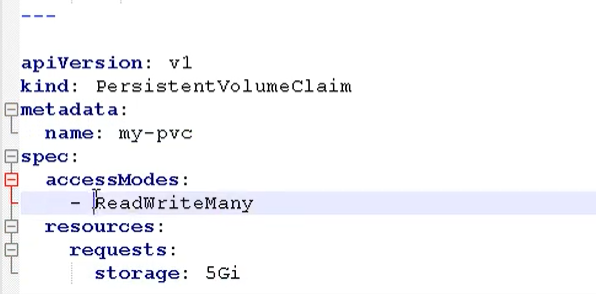 ---
apiVersion: v1
kind: PersistentVolumeClaim
metadata:
  name: my-pvc
spec:
  accessModes:
    - ReadWriteMany
  resources:
    requests:
      storage: 5Gi